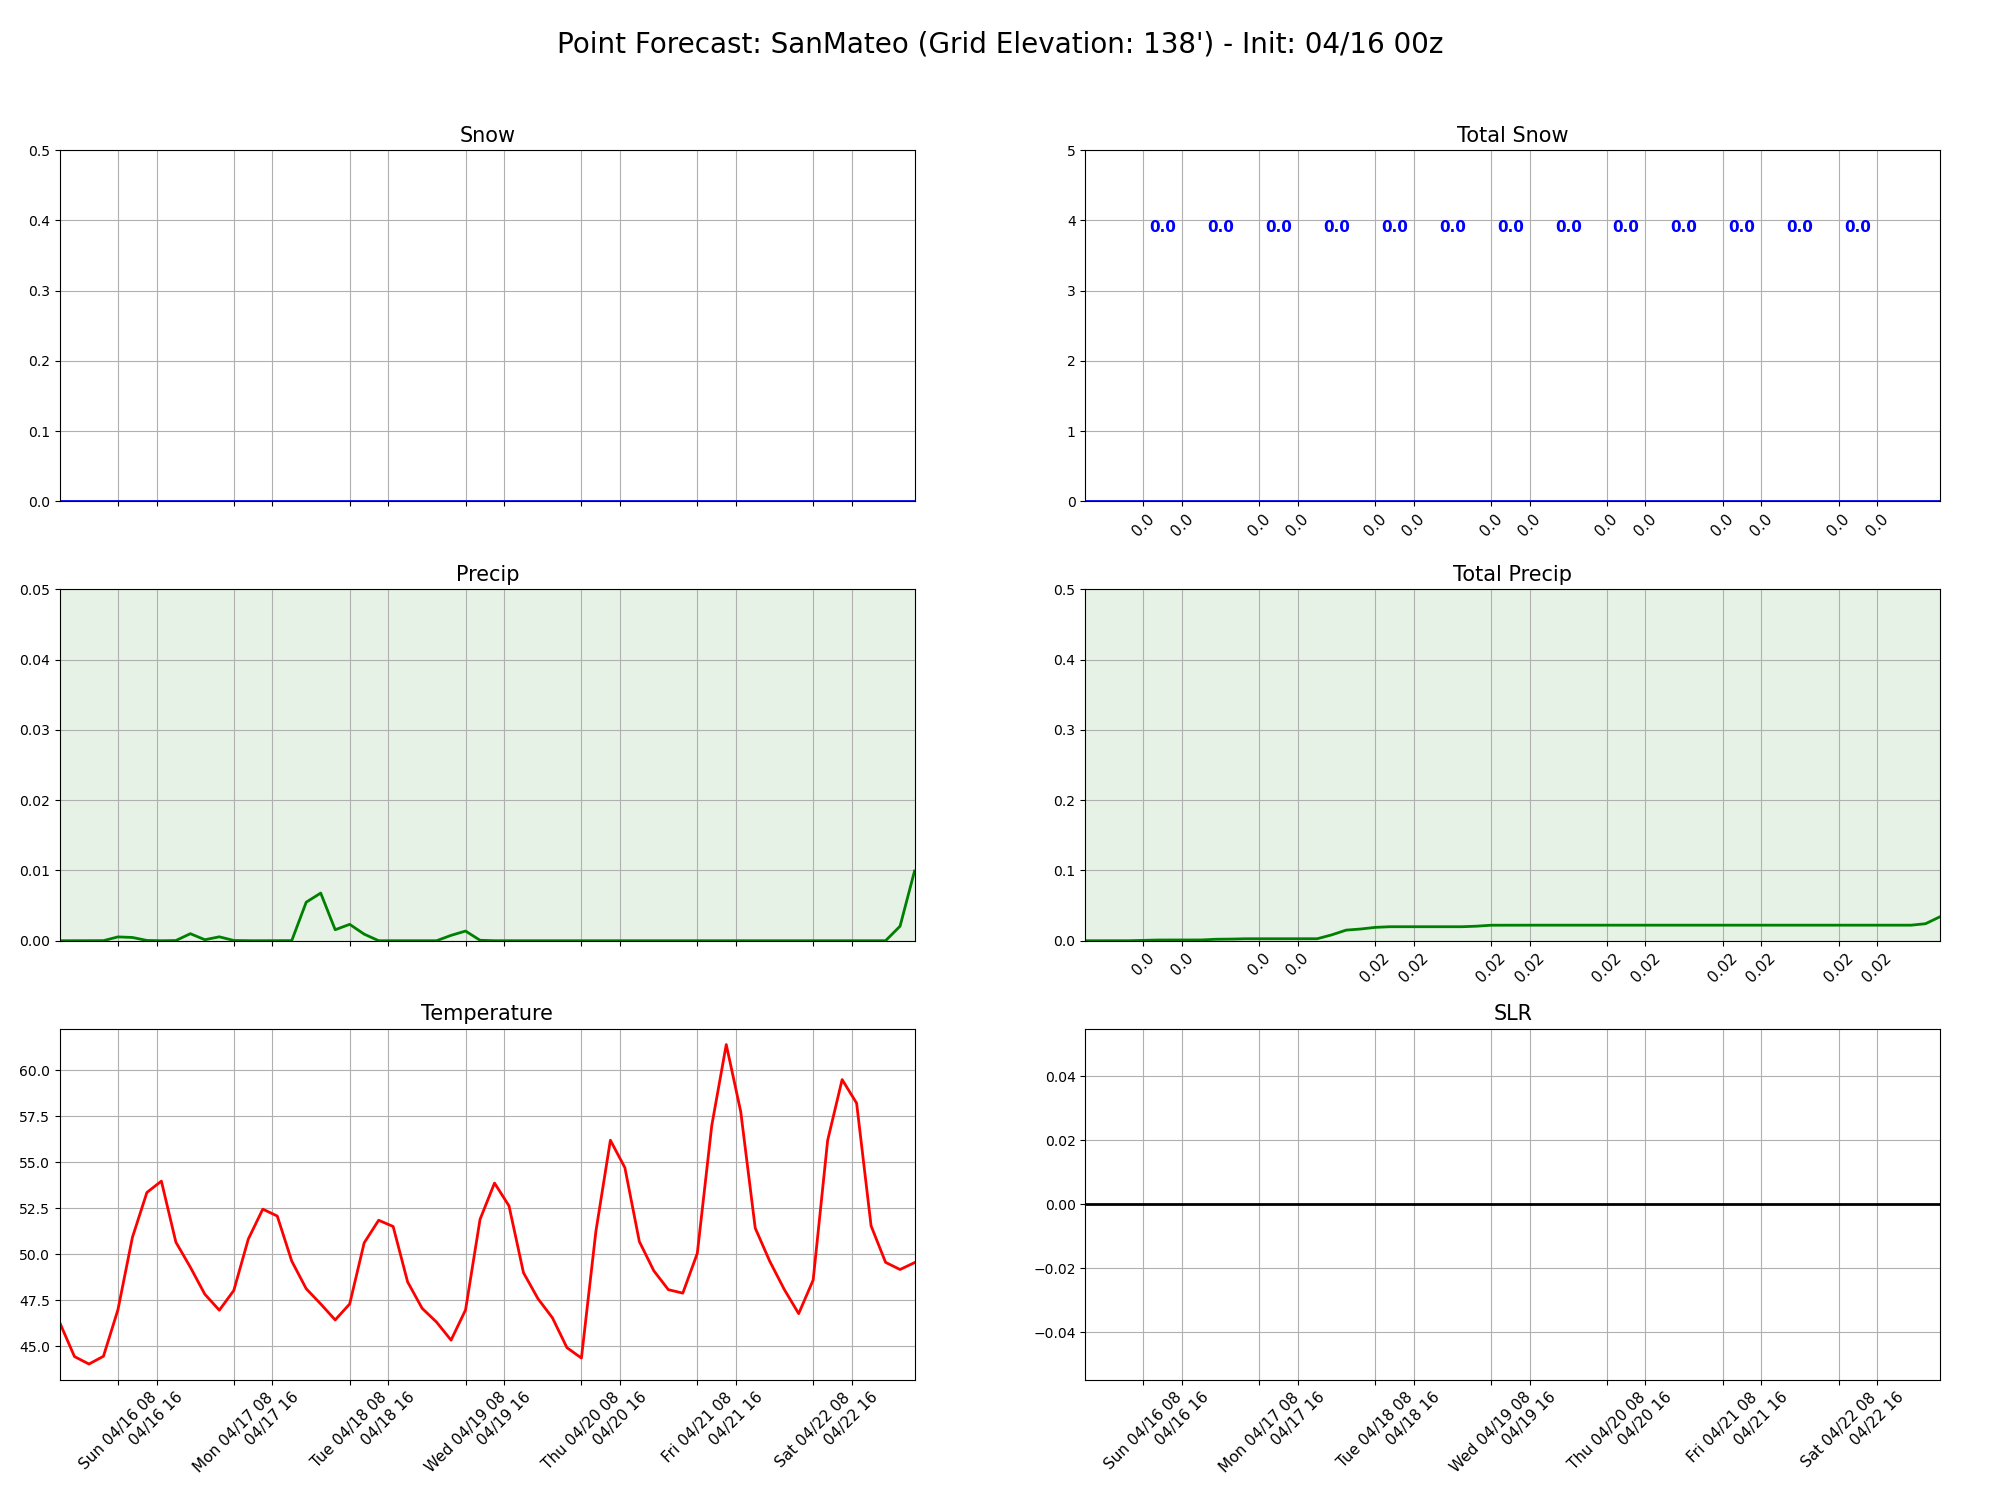 Point Forecast: SanMateo (Grid Elevation: 138') - Init: 04/16 00z
Snow
0.5
0.4
0.3
0.2
0.1
0.0
Total Snow
5
4
3
2
1
0
0.0 0.0 0.0 0.0 0.0 0.0 0.0 0.0 0.0 0.0 0.0 0.0 0.0
0.0 0.0 0.0 0.0 0.0 0.0 0.0 0.0 0.0 0.0 0.0 0.0 0.0 0.0
Precip
0.05
0.04
0.03
0.02
0.01
0.00
Total Precip
0.5
0.4
0.3
0.2
0.1
0.0
0.0 0.0 0.0 0.0 0.02 0.02 0.02 0.02 0.02 0.02 0.02 0.02 0.02 0.02
Temperature
60.0
57.5
55.0
52.5
50.0
47.5
45.0
Sun 04/16 08
04/16 16
Mon 04/17 08
04/17 16
Tue 04/18 08
04/18 16
Wed 04/19 08
04/19 16
Thu 04/20 08
04/20 16
Fri 04/21 08
04/21 16
Sat 04/22 08
04/22 16
SLR
0.04
0.02
0.00
−0.02
−0.04
Sun 04/16 08
04/16 16
Mon 04/17 08
04/17 16
Tue 04/18 08
04/18 16
Wed 04/19 08
04/19 16
Thu 04/20 08
04/20 16
Fri 04/21 08
04/21 16
Sat 04/22 08
04/22 16